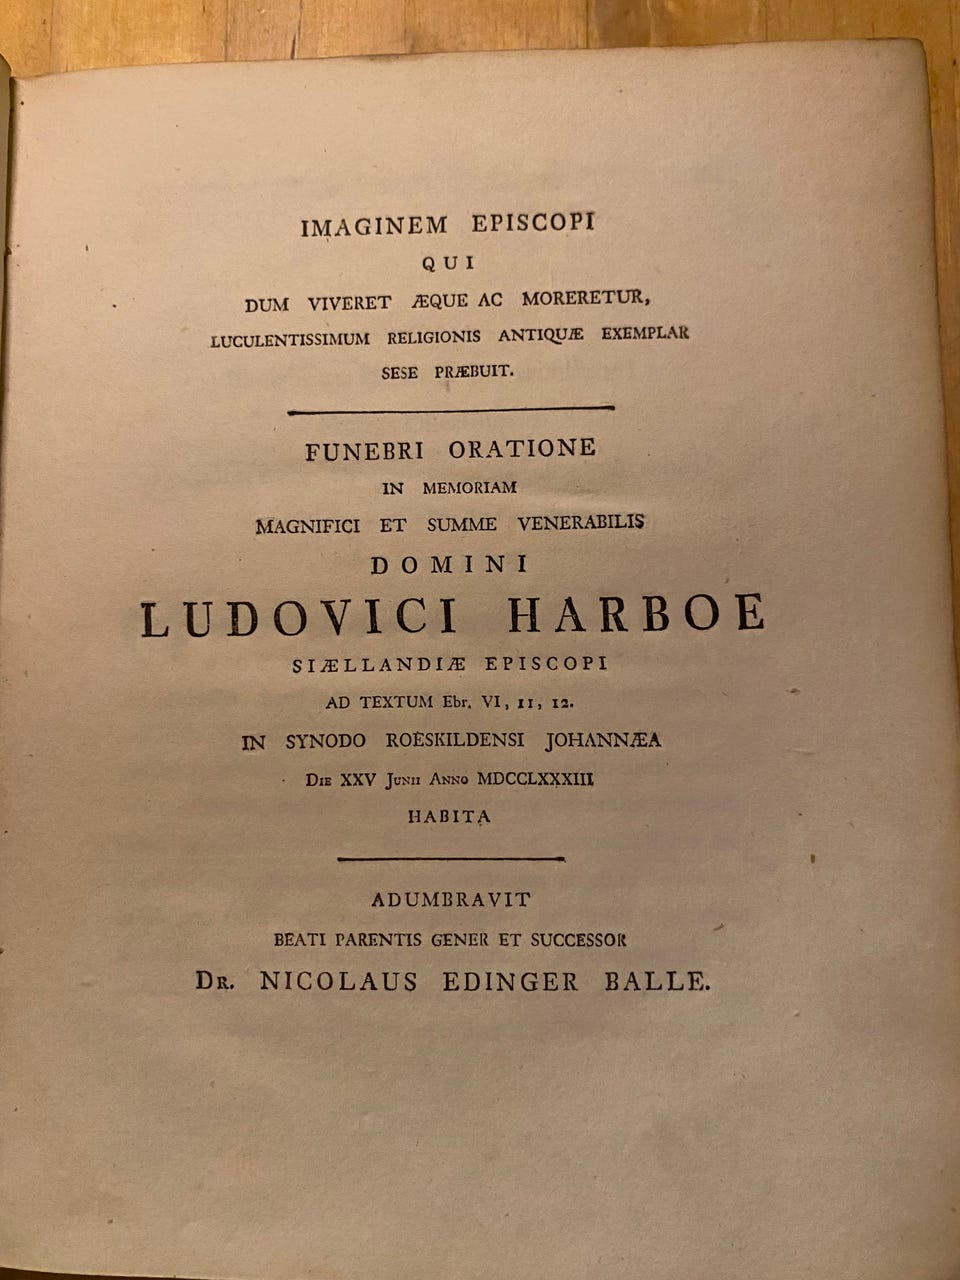 IMAGINEM EPISCOPI
QUI
DUM VIVERET ÆQUE AC MORERETUR,
LUCULENTISSIMUM RELIGIONIS ANTIQUÆ EXEMPLAR
SESE PRÆBUIT.
FUNEBRI ORATIONE
IN MEMORIAM
MAGNIFICI ET SUMME VENERABILIS
DOMINI
LUDOVICI HARBOE
SIÆLLANDIÆ EPISCOPI
AD TEXTUM Ebr. VI, 11, 12.
IN SYNODO ROESKILDENSI JOHANNÆA
DIE XXV JUNII ANNO MDCCLXXXIII
HABITA
ADUMBRAVIT
BEATI PARENTIS GENER ET SUCCESSOR
DR. NICOLAUS EDINGER BALLE.